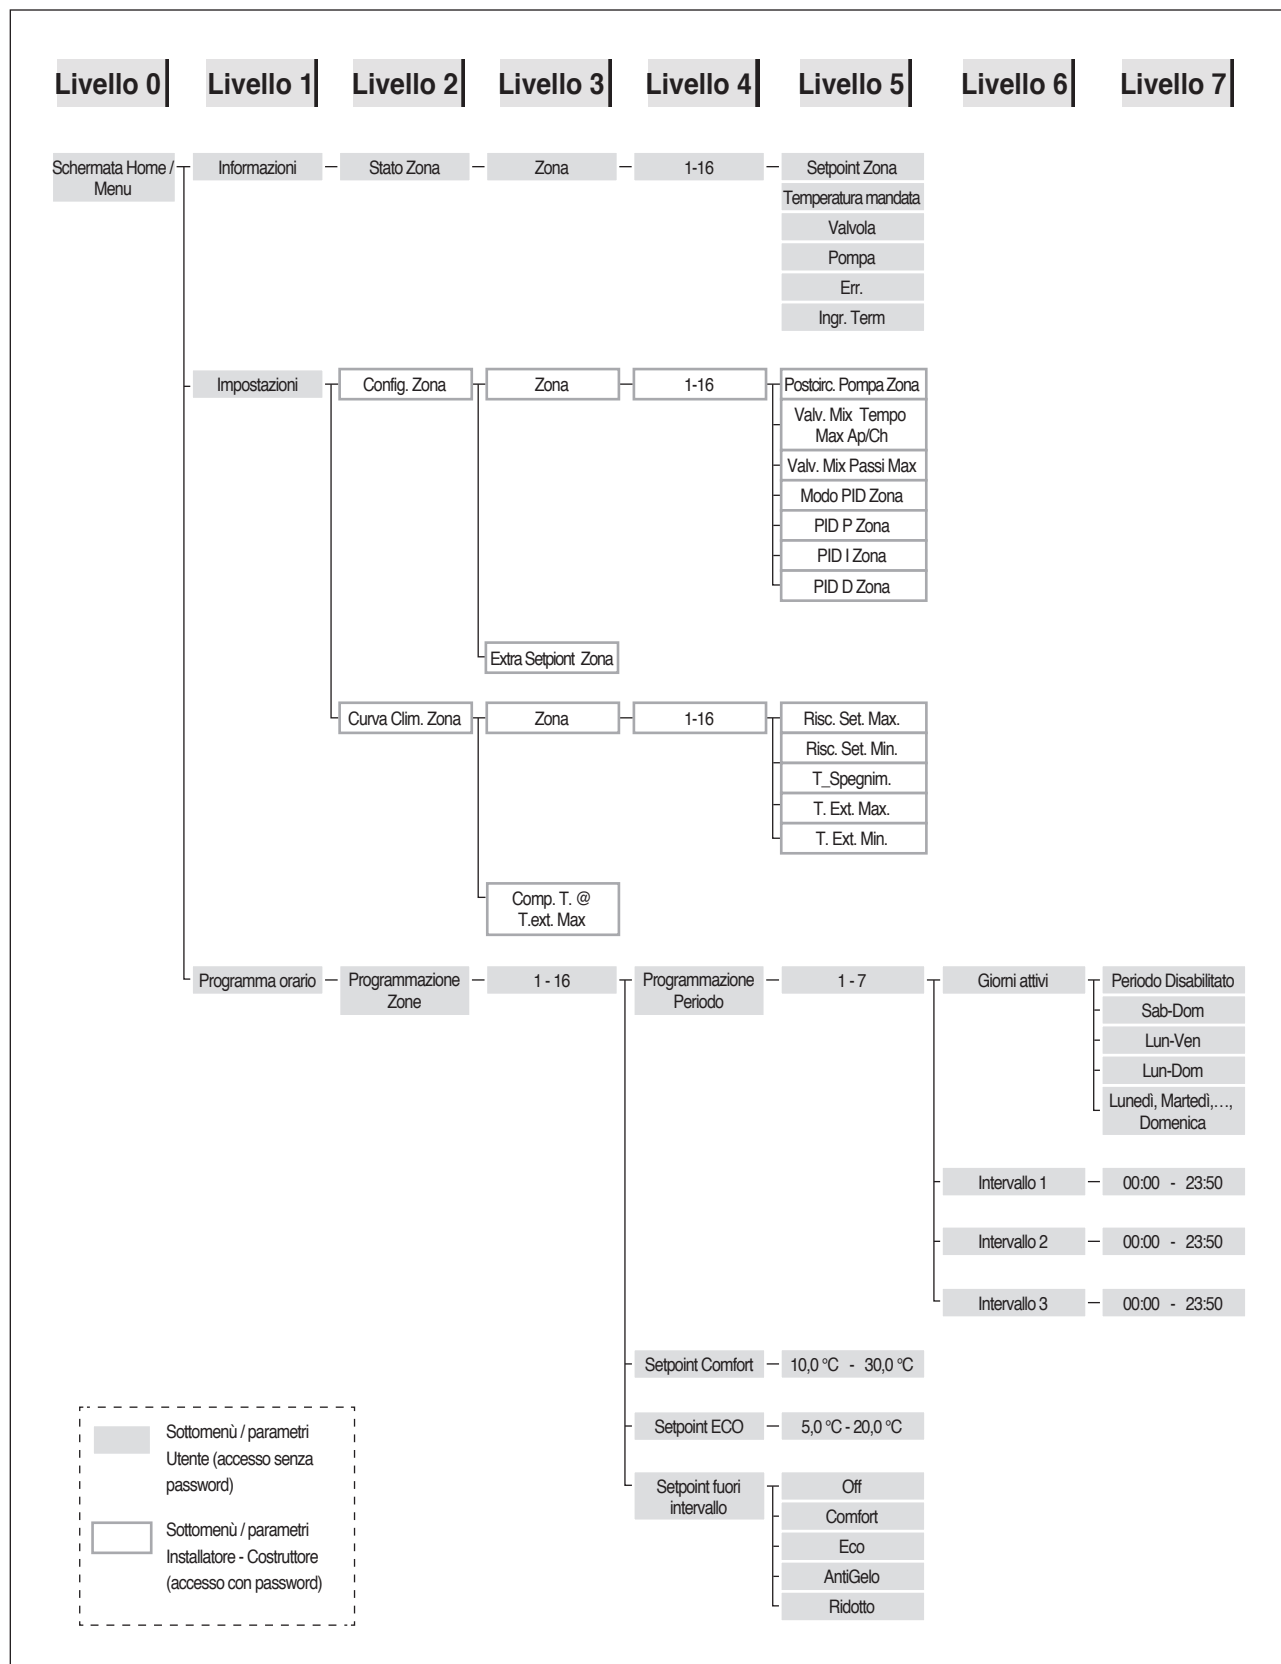 Livello 0 Livello 1 Livello 2 Livello 3 Livello 4 Livello 5 Livello 6 Livello 7
Schermata Home /
Menu
Informazioni
Stato Zona
Zona
1-16
Setpoint Zona
Temperatura mandata
Valvola
Pompa
Err.
Ingr. Term
Impostazioni
Config. Zona
Zona
1-16
Postcirc. Pompa Zona
Valv. Mix Tempo
Max Ap/Ch
Valv. Mix Passi Max
Modo PID Zona
PID P Zona
PID I Zona
PID D Zona
Extra Setpiont Zona
Curva Clim. Zona
Zona
1-16
Risc. Set. Max.
Risc. Set. Min.
T_Spegnim.
T. Ext. Max.
T. Ext. Min.
Comp. T. @
T.ext. Max
Programma orario
Programmazione
Zone
1 - 16
Programmazione
Periodo
1 - 7
Giorni attivi
Periodo Disabilitato
Sab-Dom
Lun-Ven
Lun-Dom
Lunedì, Martedì,…,
Domenica
Intervallo 1
00:00 - 23:50
Intervallo 2
00:00 - 23:50
Intervallo 3
00:00 - 23:50
Setpoint Comfort
10,0 °C - 30,0 °C
Setpoint ECO
5,0 °C - 20,0 °C
Setpoint fuori
intervallo
Off
Comfort
Eco
AntiGelo
Ridotto
Sottomenù / parametri
Utente (accesso senza
password)
Sottomenù / parametri
Installatore - Costruttore
(accesso con password)